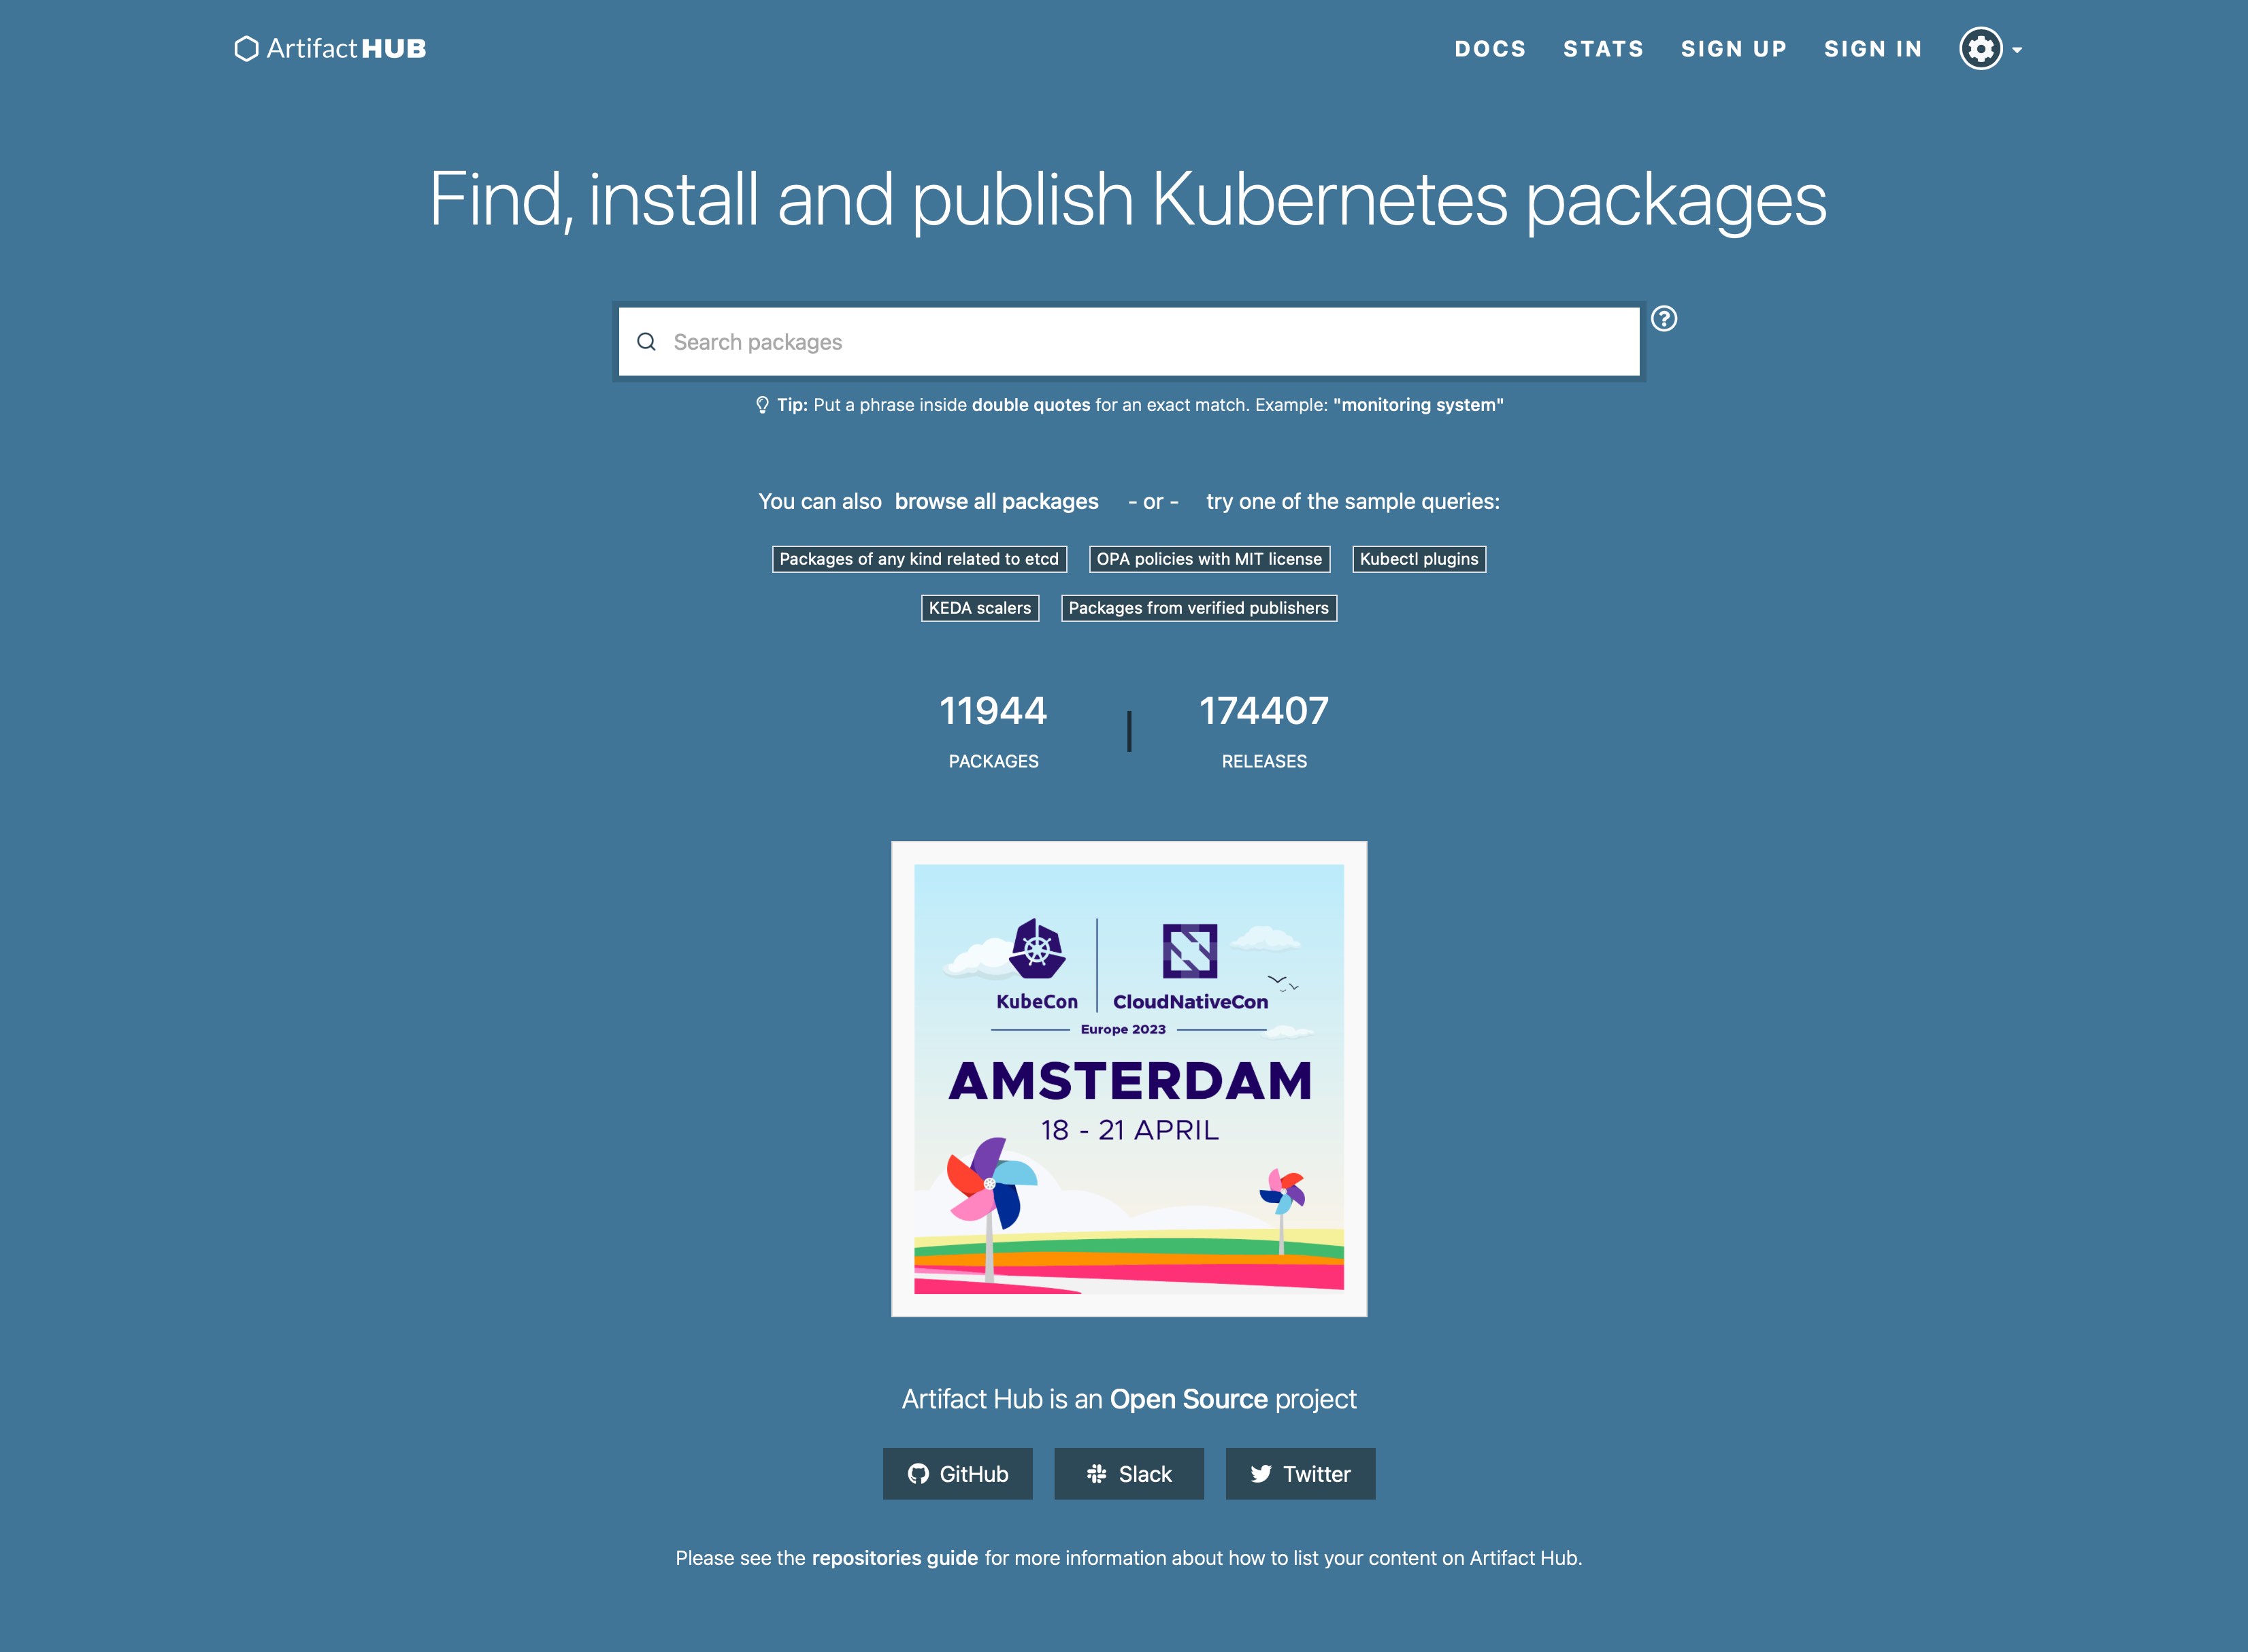 ArtifactHUB
DOCS STATS SIGN UP SIGN IN
Find, install and publish Kubernetes packages
Search packages
?
Tip: Put a phrase inside double quotes for an exact match. Example: "monitoring system"
You can also browse all packages - or - try one of the sample queries:
Packages of any kind related to etcd OPA policies with MIT license Kubectl plugins
KEDA scalers Packages from verified publishers
11944 174407
PACKAGES RELEASES
KubeCon CloudNativeCon
Europe 2023
AMSTERDAM
18 - 21 APRIL
Artifact Hub is an Open Source project
GitHub Slack Twitter
Please see the repositories guide for more information about how to list your content on Artifact Hub.